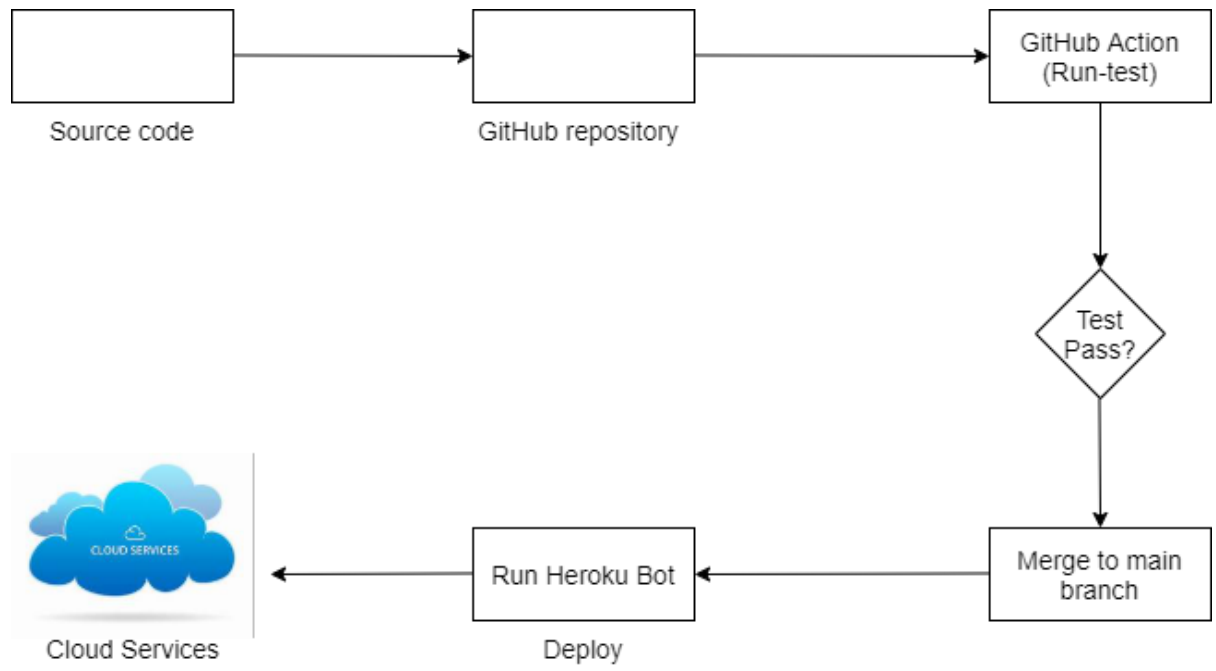 GitHub Action
(Run-test)
Source code
GitHub repository
Test
Pass?
CLOUD SERVICES
Run Heroku Bot
Merge to main
branch
Cloud Services
Deploy